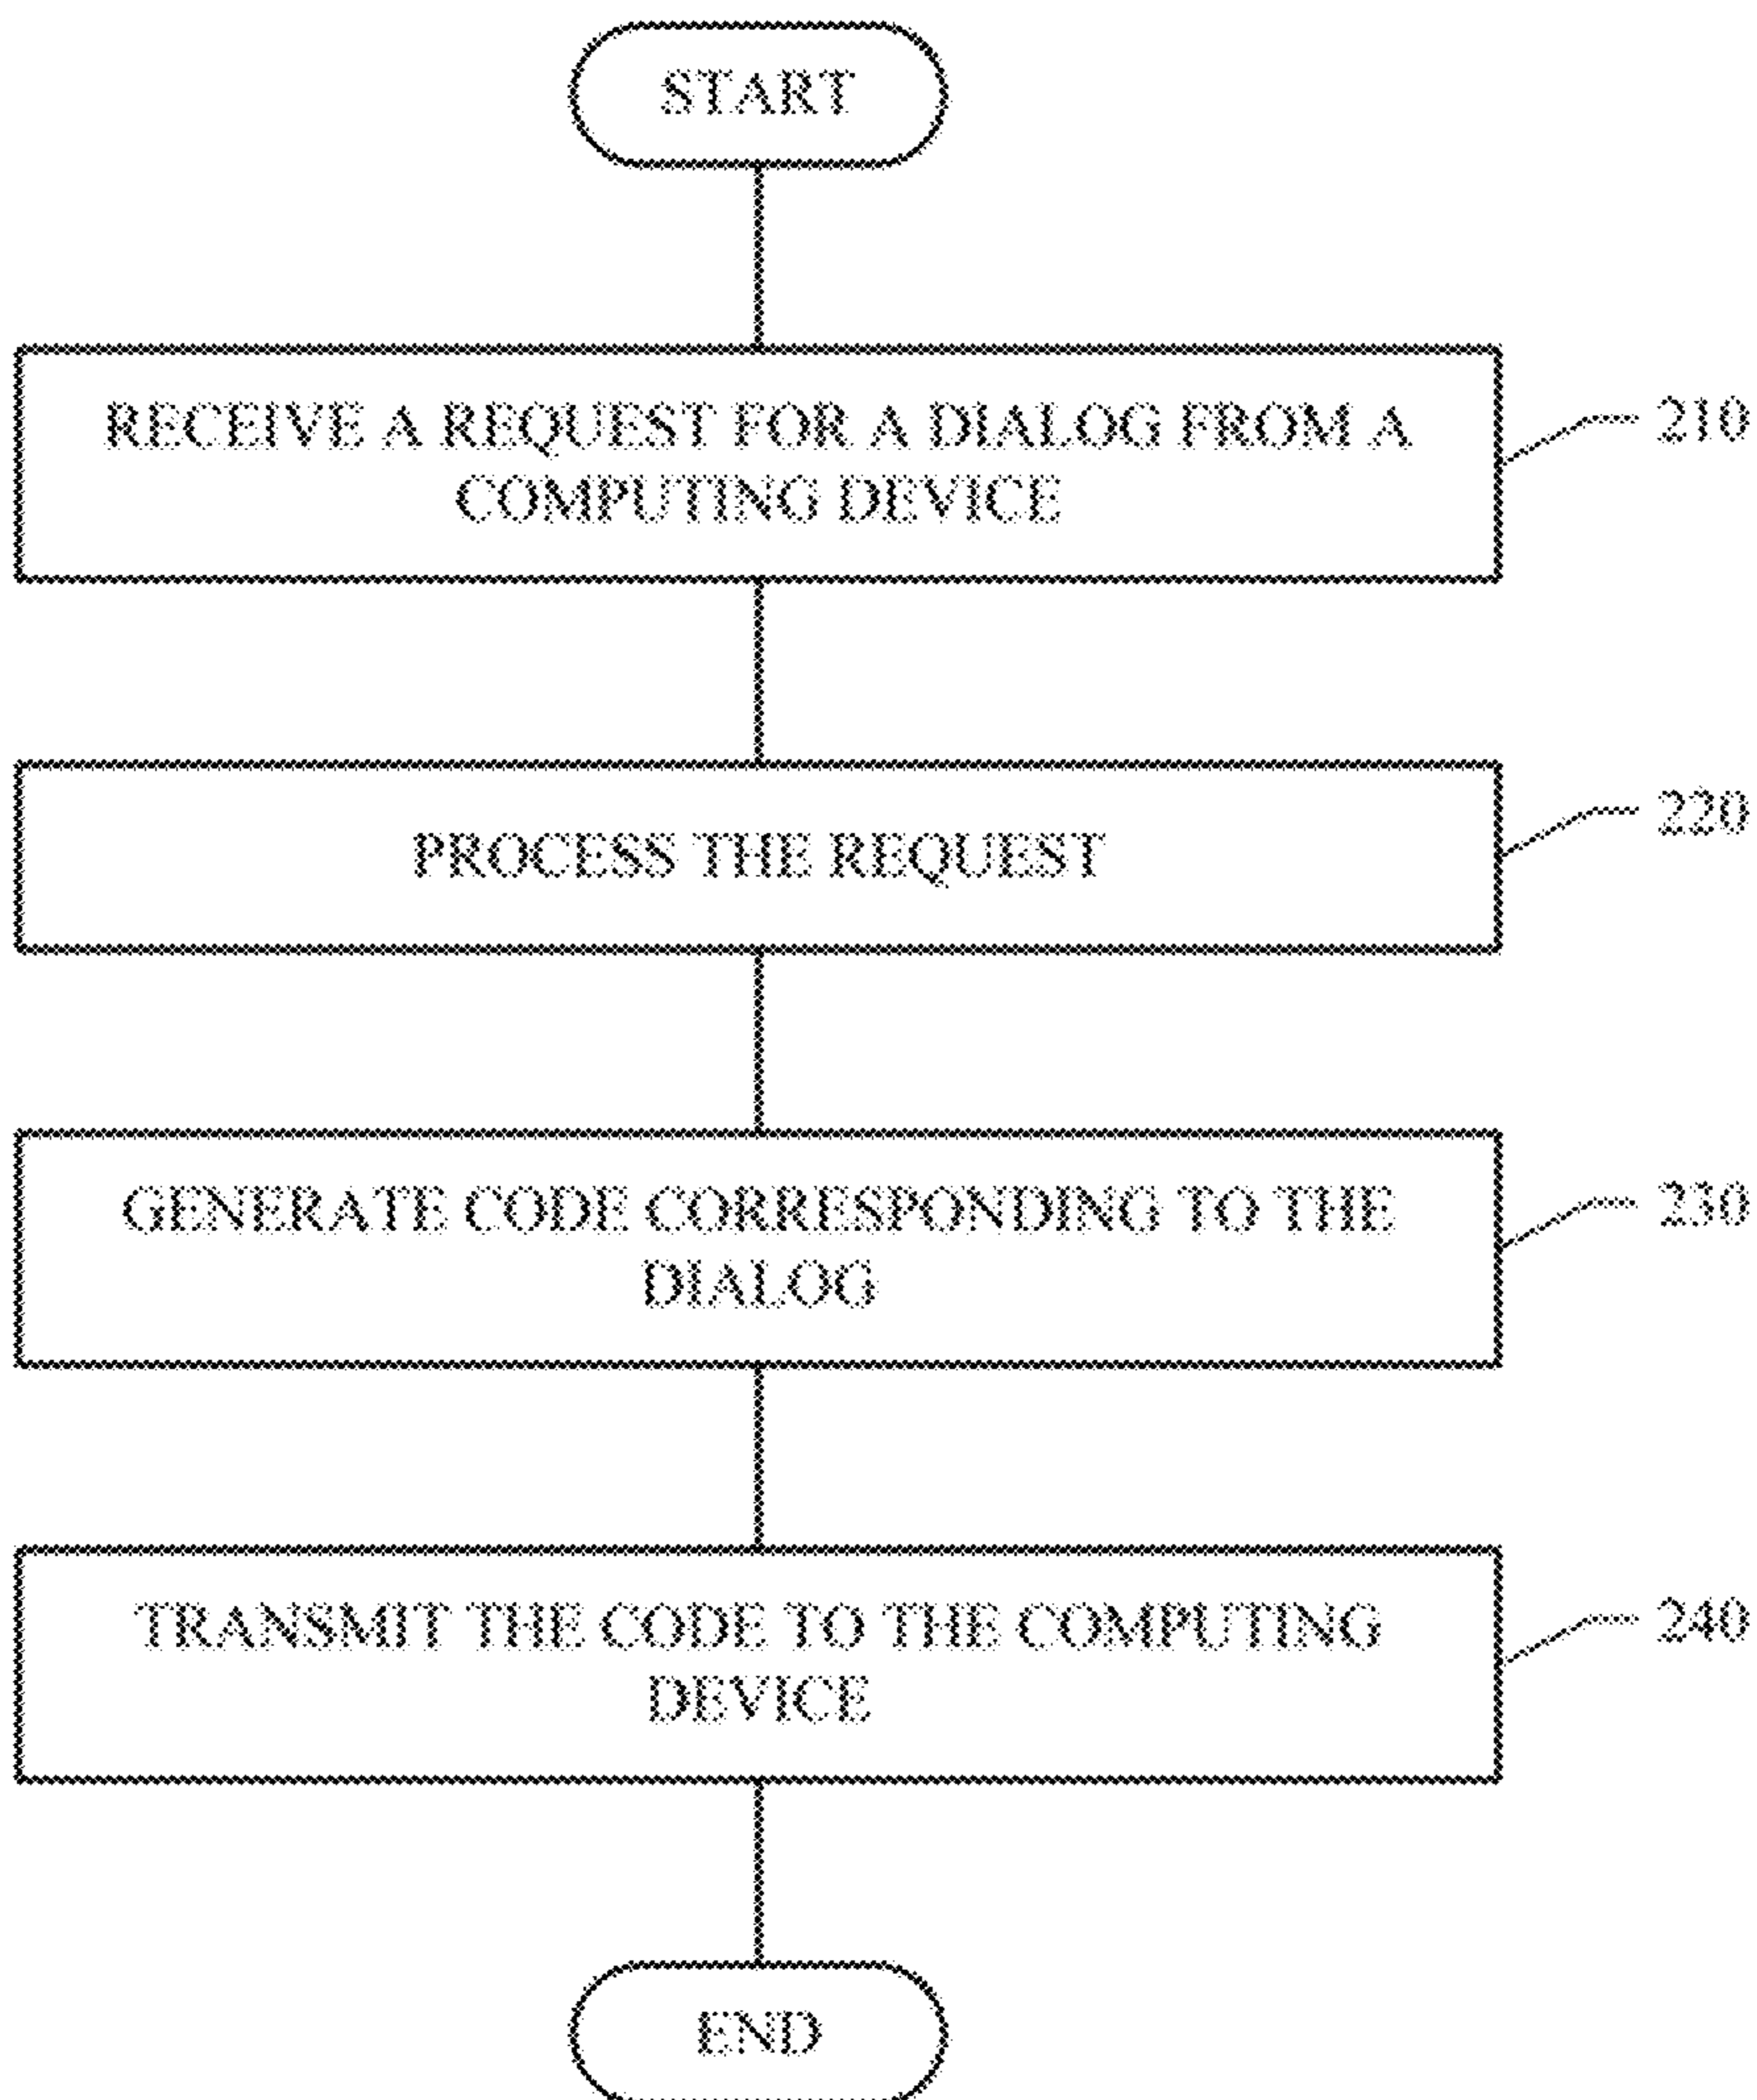 START
RECEIVE A REQUEST FOR A DIALOG FROM A
COMPUTING DEVICE
210
PROCESS THE REQUEST
220
GENERATE CODE CORRESPONDING TO THE
DIALOG
230
TRANSMIT THE CODE TO THE COMPUTING
DEVICE
240
END